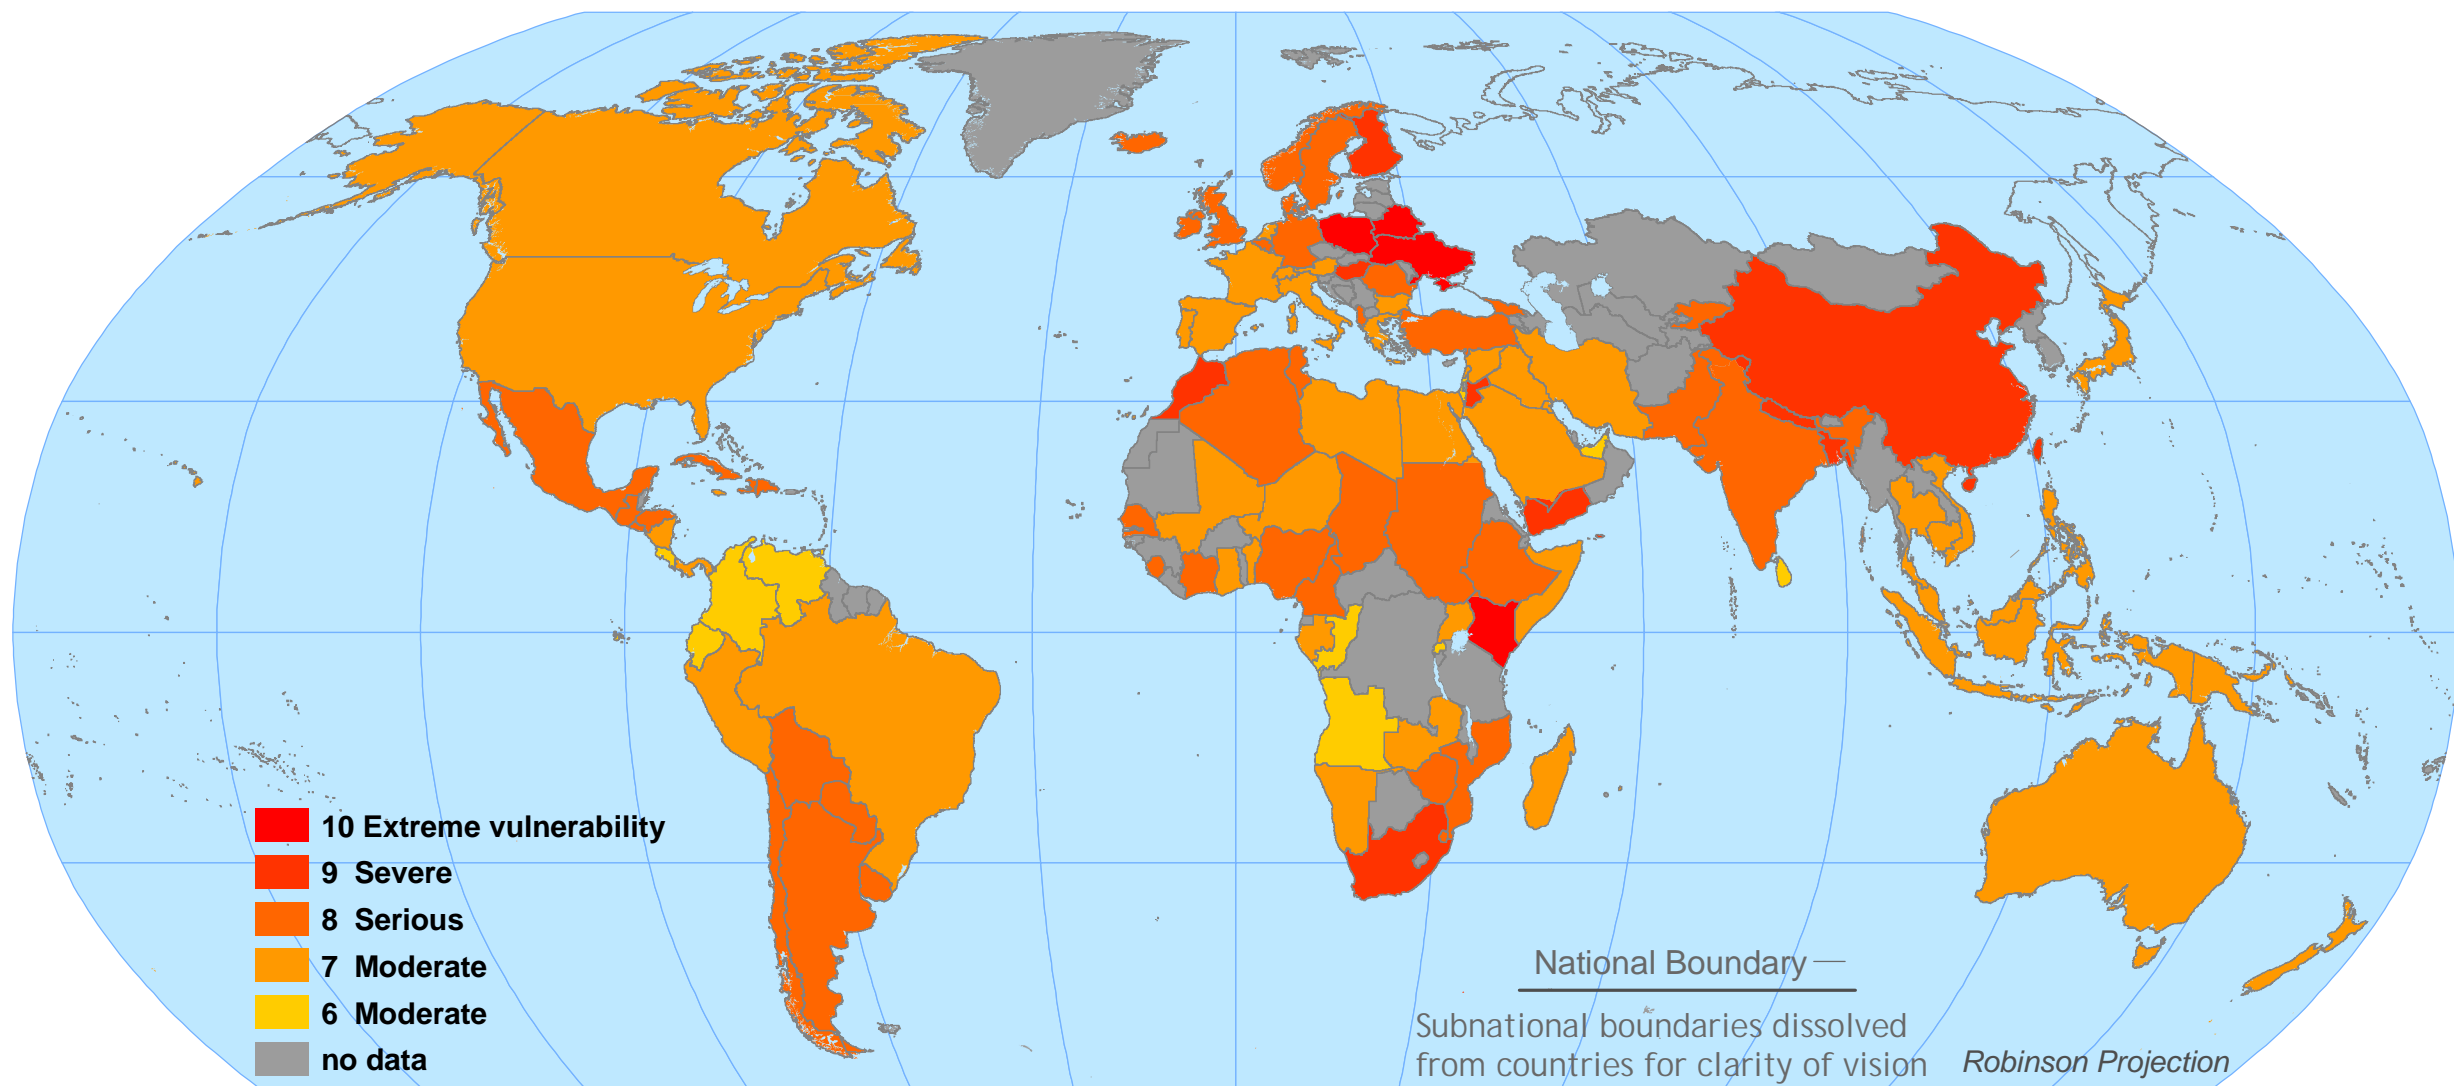 10 Extreme vulnerability
9 Severe
8 Serious
7 Moderate
6 Moderate
no data
National Boundary
Subnational boundaries dissolved
from countries for clarity of vision
Robinson Projection